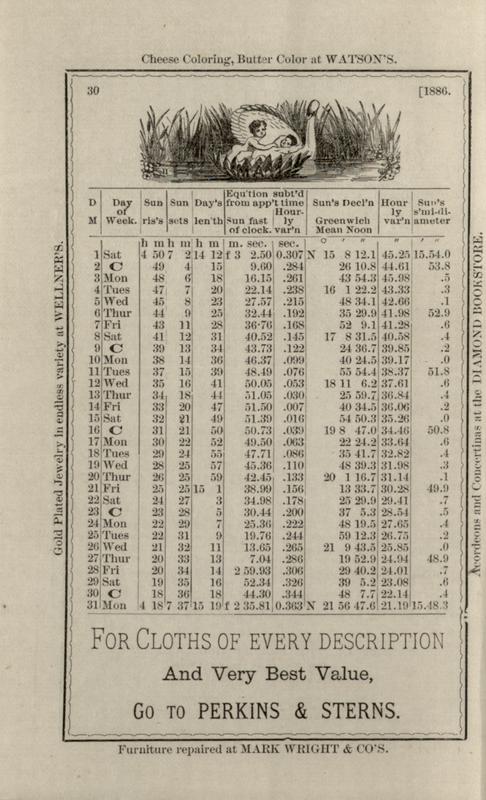 Cheese Coloring, Butter Color at WATSON'S.
30 [1886.
D M | Day of Week. | Sun ris's | Sun sets | Day's len'th | Equ'tion subt'd from app't time Sun fast of clock. | Hour-ly var'n | Sun's Decl'n Greenwich Mean Noon | Hour ly var'n | Sun's s'mi-di-ameter
h m | h m | h m | m. sec. | sec. | ° ' " | " | ' "
1 Sat 4 50 7 2 14 12 f 3 2.50 0.307 N 15 8 12.1 45.25 15.54.0
2 C 49 4 15 9.60 .284 26 10.8 44.61 53.8
3 Mon 48 6 18 16.15 .261 43 54.3 45.98 .5
4 Tues 47 7 20 22.14 .238 16 1 22.2 43.33 .3
5 Wed 45 8 23 27.57 .215 48 34.1 42.66 .1
6 Thur 44 9 25 32.44 .192 35 29.9 41.98 52.9
7 Fri 43 11 28 36.76 .168 52 9.1 41.28 .6
8 Sat 41 12 31 40.52 .145 17 8 31.5 40.58 .4
9 C 39 13 34 43.73 .122 24 36.7 39.85 .2
10 Mon 38 14 36 46.37 .099 40 24.5 39.17 .0
11 Tues 37 15 39 48.49 .076 55 54.4 38.37 51.8
12 Wed 35 16 41 50.05 .053 18 11 6.2 37.61 .6
13 Thur 34 18 44 51.05 .030 25 59.7 36.84 .4
14 Fri 33 20 47 51.50 .007 40 34.5 36.06 .2
15 Sat 32 21 49 51.39 .016 54 50.3 35.26 .0
16 C 31 21 50 50.73 .039 19 8 47.0 34.46 50.8
17 Mon 30 22 52 49.50 .063 22 24.2 33.64 .6
18 Tues 29 24 55 47.71 .086 35 41.7 32.82 .4
19 Wed 28 25 57 45.36 .110 48 39.3 31.98 .3
20 Thur 26 25 59 42.45 .133 20 1 16.7 31.14 .1
21 Fri 25 25 15 1 38.99 .156 13 33.7 30.28 49.9
22 Sat 24 27 3 34.98 .178 25 29.9 29.41 .7
23 C 23 28 5 30.44 .200 37 5.3 28.54 .5
24 Mon 22 29 7 25.36 .222 48 19.5 27.65 .4
25 Tues 22 31 9 19.76 .244 59 12.3 26.75 .2
26 Wed 21 32 11 13.65 .265 21 9 43.5 25.85 .0
27 Thur 20 33 13 7.04 .286 19 52.9 24.94 48.9
28 Fri 20 34 14 2 59.93 .306 29 40.2 24.01 .7
29 Sat 19 35 16 52.34 .326 39 5.2 23.08 .6
30 C 18 36 18 44.30 .344 48 7.7 22.14 .4
31 Mon 4 18 7 37 15 19 f 2 35.81 0.363 N 21 56 47.6 21.19 15.48.3
FOR CLOTHS OF EVERY DESCRIPTION
And Very Best Value,
GO TO PERKINS & STERNS.
Furniture repaired at MARK WRIGHT & CO'S.
Gold Plated Jewelry in endless variety at WELLNER'S.
Accordeons and Concertinas at the DIAMOND BOOKSTORE.